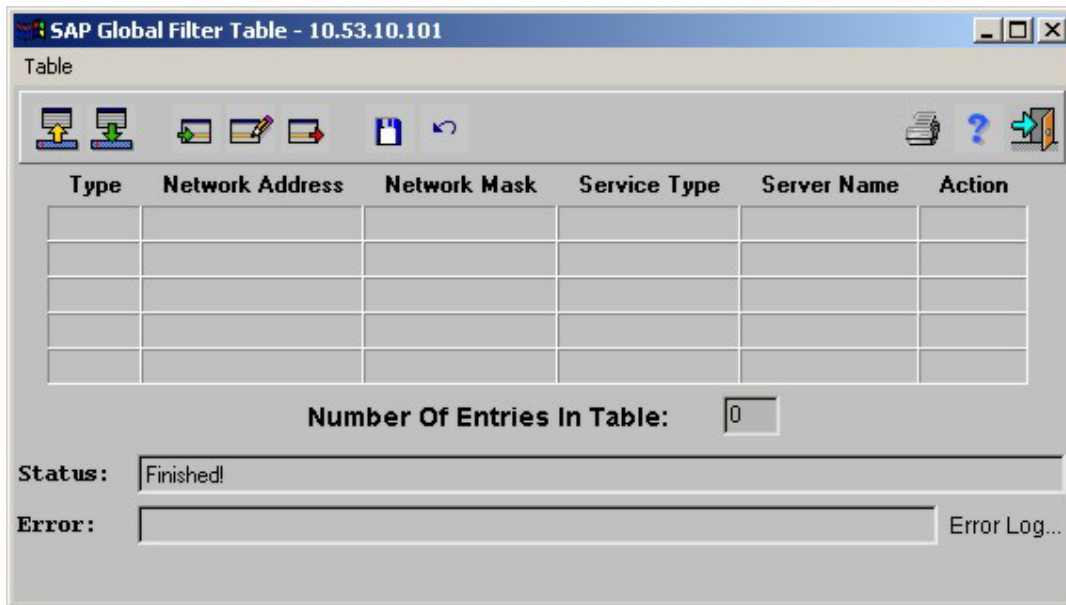 SAP Global Filter Table - 10.53.10.101
Table
Type Network Address Network Mask Service Type Server Name Action
Number Of Entries In Table: 0
Status: Finished!
Error: Error Log...